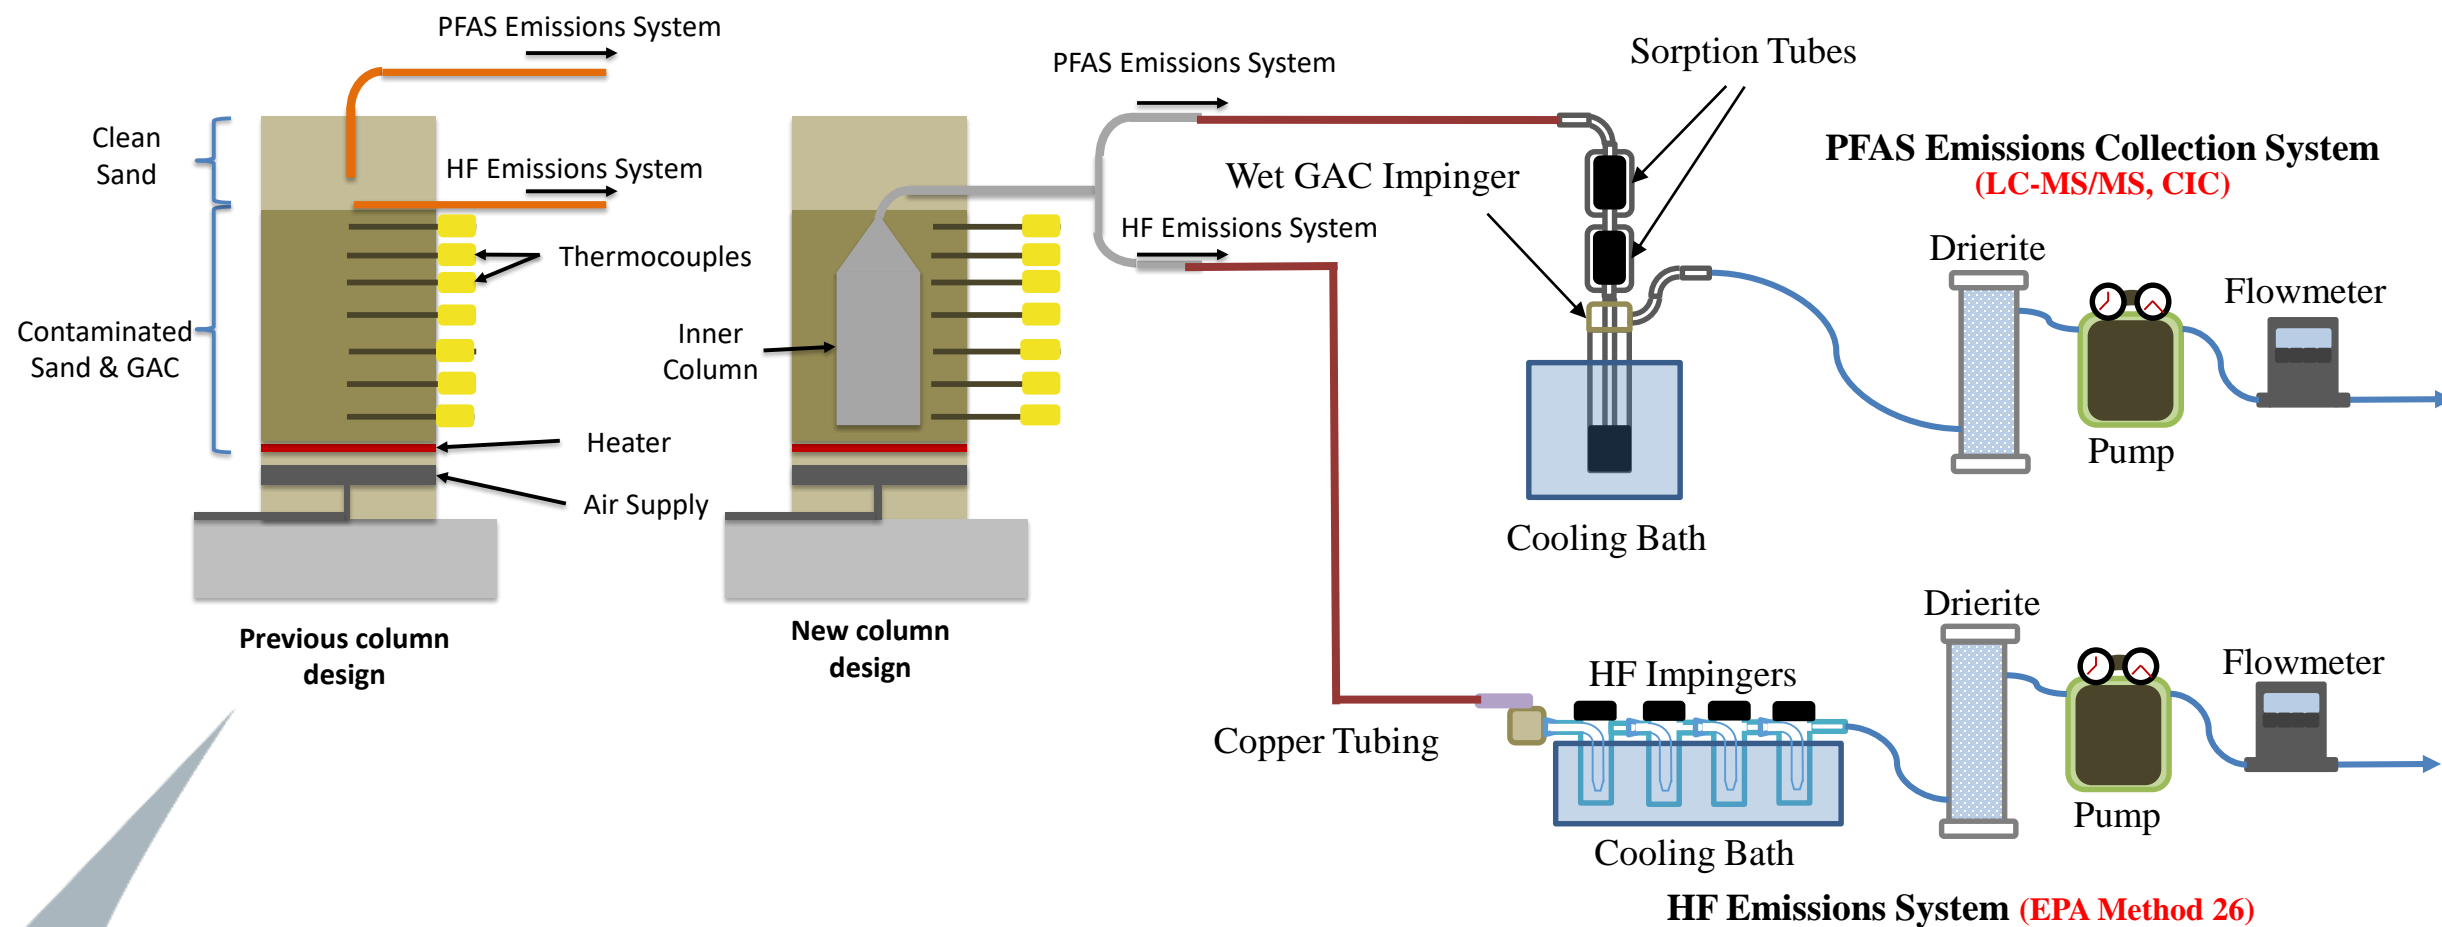 PFAS Emissions System
Clean
Sand
HF Emissions System
Thermocouples
Contaminated
Sand & GAC
Heater
Air Supply
Previous column
design
Inner
Column
New column
design
PFAS Emissions System
HF Emissions System
Sorption Tubes
Wet GAC Impinger
PFAS Emissions Collection System
(LC-MS/MS, CIC)
Drierite
Flowmeter
Pump
Cooling Bath
Drierite
Flowmeter
HF Impingers
Copper Tubing
Pump
Cooling Bath
HF Emissions System (EPA Method 26)